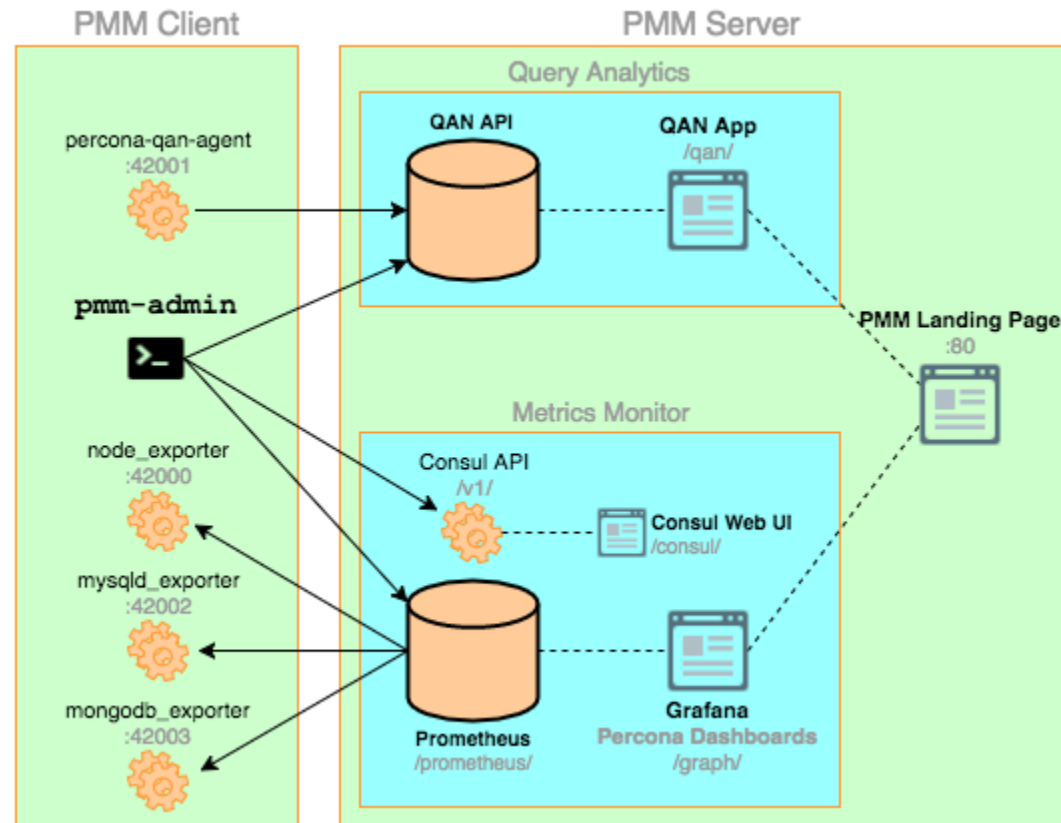 PMM Client
PMM Server
percona-qan-agent
:42001
pmm-admin
>_
node_exporter
:42000
mysqld_exporter
:42002
mongodb_exporter
:42003
Query Analytics
QAN API
QAN App
/qan/
PMM Landing Page
:80
Metrics Monitor
Consul API
/v1/
Consul Web UI
/consul/
Prometheus
/prometheus/
Grafana
Percona Dashboards
/graph/